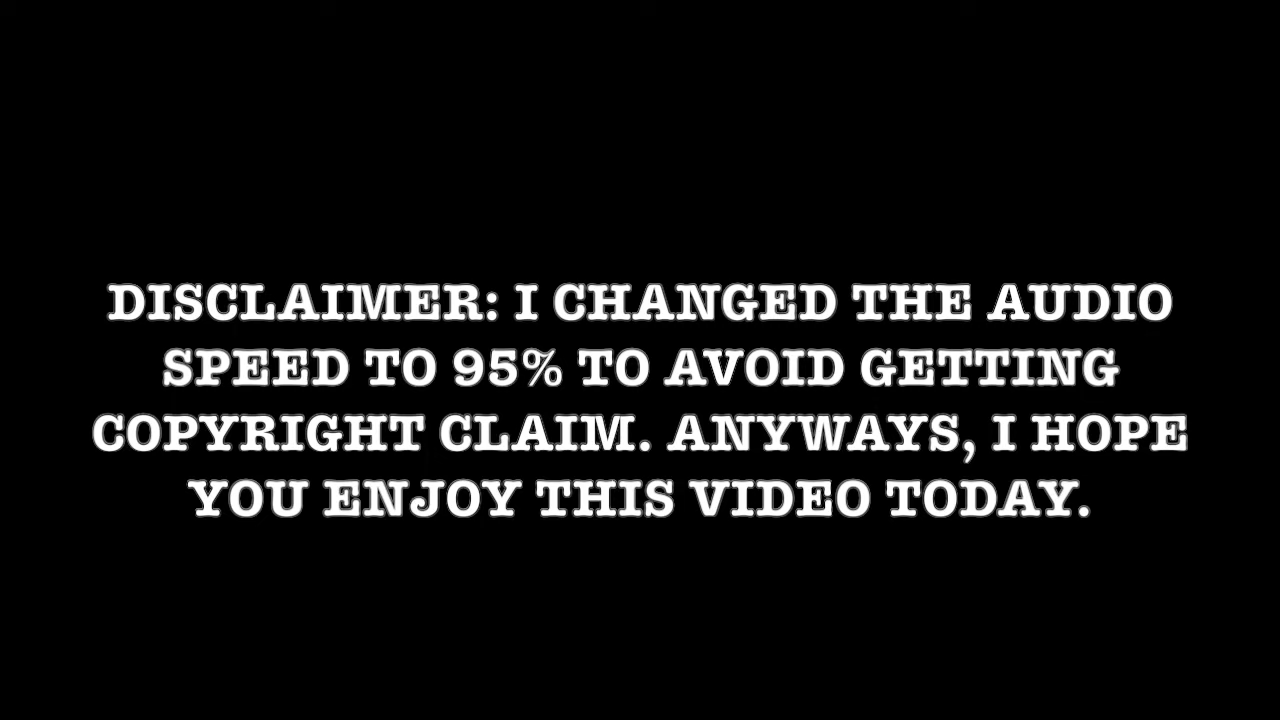 DISCLAIMER: I CHANGED THE AUDIO
SPEED TO 95% TO AVOID GETTING
COPYRIGHT CLAIM. ANYWAYS, I HOPE
YOU ENJOY THIS VIDEO TODAY.